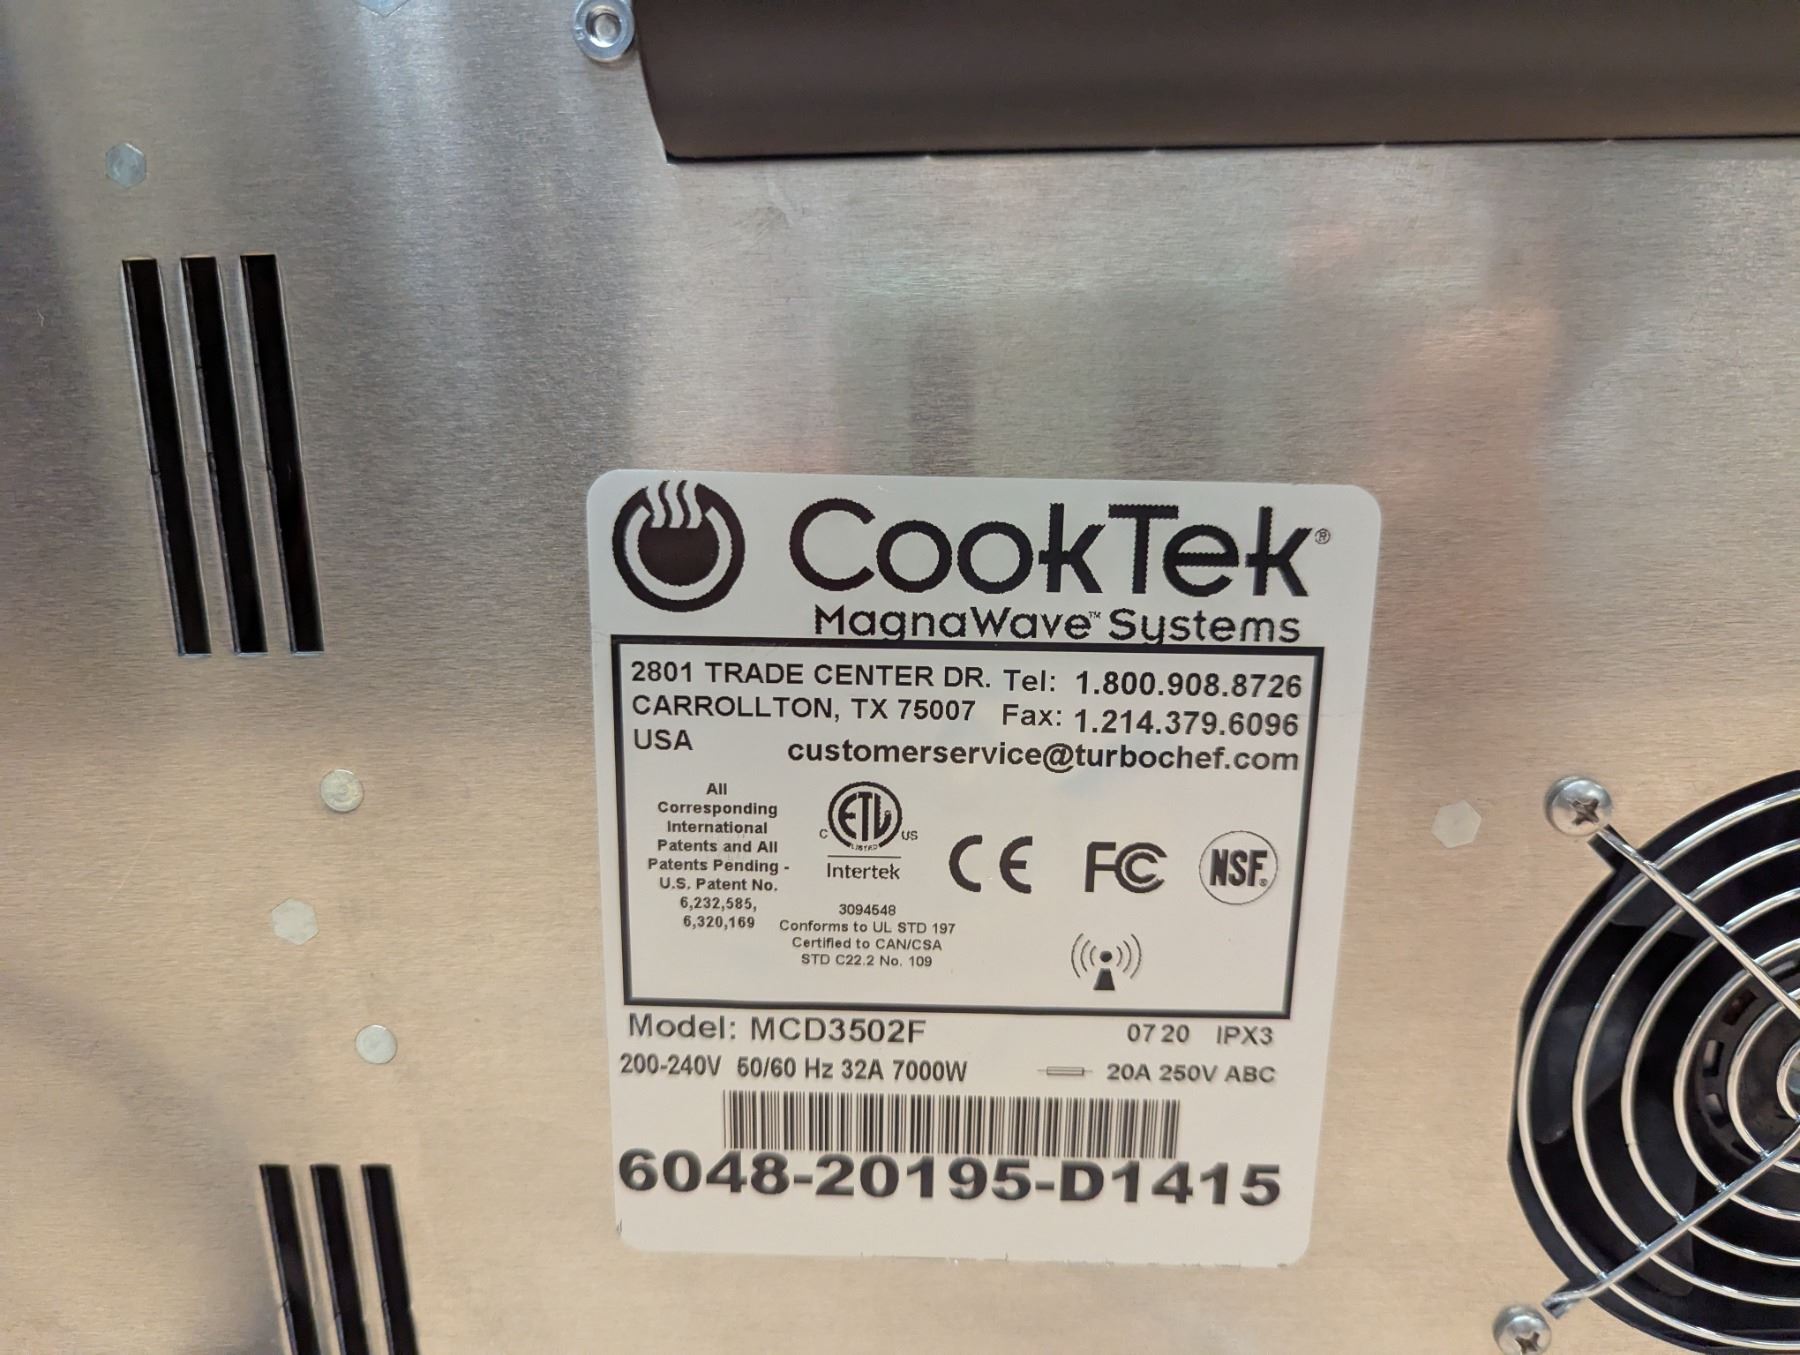 CookTek®
MagnaWave™ Systems
2801 TRADE CENTER DR. Tel: 1.800.908.8726
CARROLLTON, TX 75007 Fax: 1.214.379.6096
USA customerservice@turbochef.com
All
Corresponding
International
Patents and All
Patents Pending -
U.S. Patent No.
6,232,585,
6,320,169
ETL
C US
LISTED
Intertek
3094548
Conforms to UL STD 197
Certified to CAN/CSA
STD C22.2 No. 109
CE
FC
NSF®
Model: MCD3502F 0720 IPX3
200-240V 50/60 Hz 32A 7000W 20A 250V ABC
6048-20195-D1415